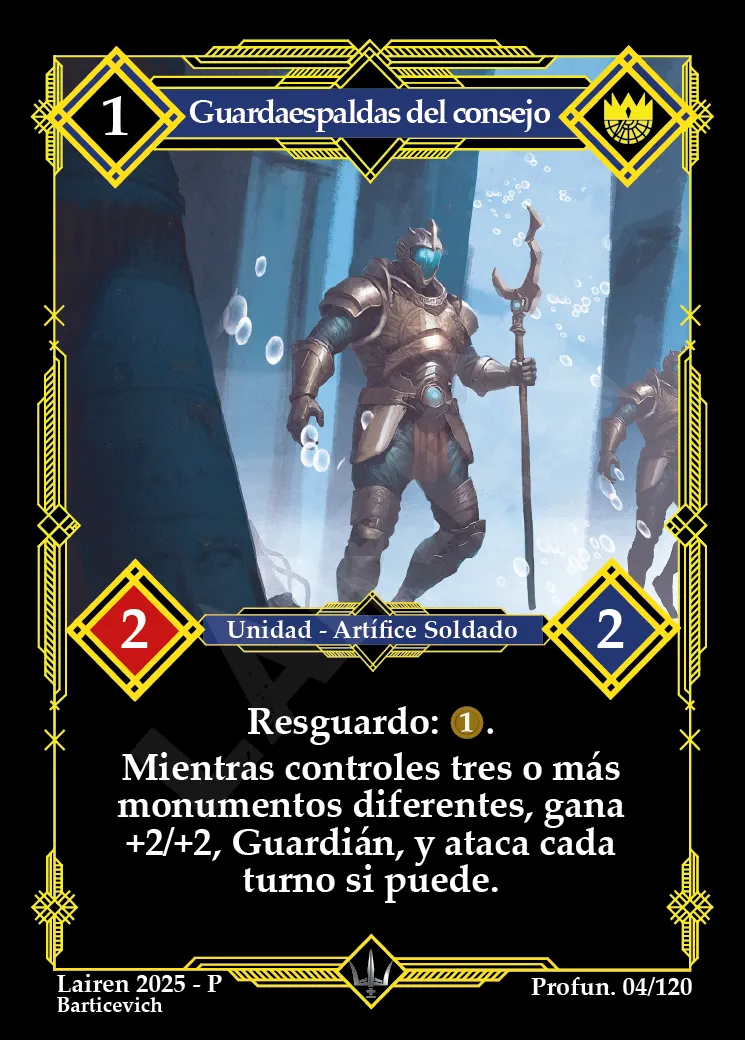 1
Guardaespaldas del consejo
2
Unidad - Artífice Soldado
2
Resguardo: 1.
Mientras controles tres o más
monumentos diferentes, gana
+2/+2, Guardián, y ataca cada
turno si puede.
Lairen 2025 - P
Barticevich
Profun. 04/120